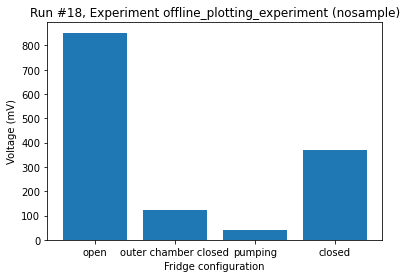 Run #18, Experiment offline_plotting_experiment (nosample)
800
700
600
500
400
300
200
100
0
Voltage (mV)
open
outer chamber closed
pumping
closed
Fridge configuration